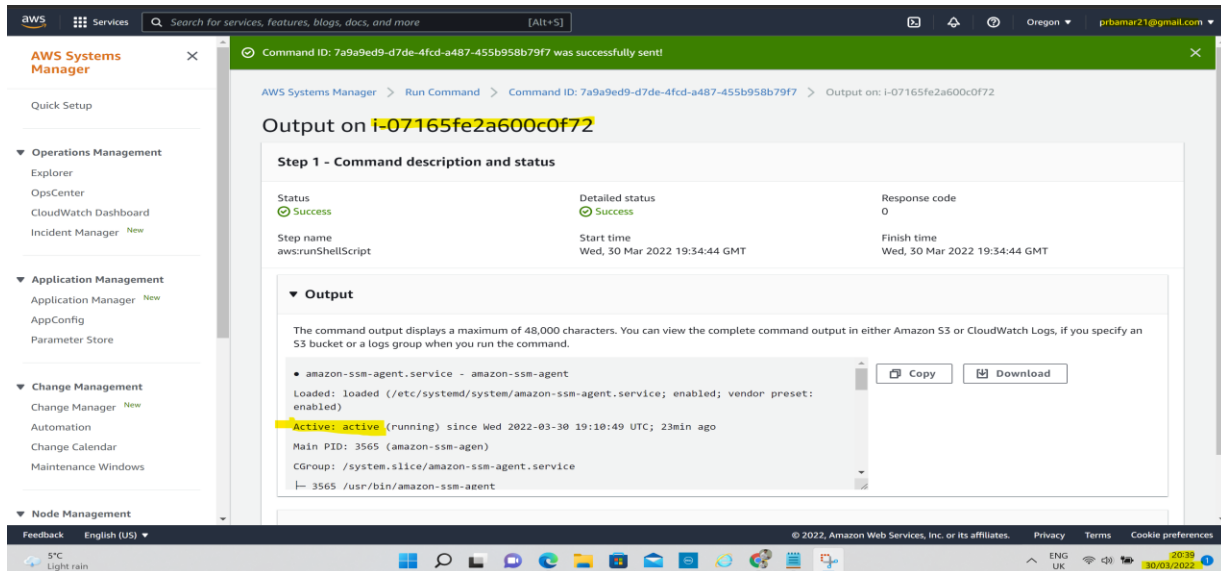 aws
Services
Search for services, features, blogs, docs, and more
[Alt+S]
Oregon ▼
prbamar21@gmail.com ▼
AWS Systems
Manager
Quick Setup
▼ Operations Management
Explorer
OpsCenter
CloudWatch Dashboard
Incident Manager New
▼ Application Management
Application Manager New
AppConfig
Parameter Store
▼ Change Management
Change Manager New
Automation
Change Calendar
Maintenance Windows
▼ Node Management
Command ID: 7a9a9ed9-d7de-4fcd-a487-455b958b79f7 was successfully sent!
AWS Systems Manager > Run Command > Command ID: 7a9a9ed9-d7de-4fcd-a487-455b958b79f7 > Output on: i-07165fe2a600c0f72
Output on i-07165fe2a600c0f72
Step 1 - Command description and status
Status
Success
Detailed status
Success
Response code
0
Step name
aws:runShellScript
Start time
Wed, 30 Mar 2022 19:34:44 GMT
Finish time
Wed, 30 Mar 2022 19:34:44 GMT
▼ Output
The command output displays a maximum of 48,000 characters. You can view the complete command output in either Amazon S3 or CloudWatch Logs, if you specify an
S3 bucket or a logs group when you run the command.
● amazon-ssm-agent.service - amazon-ssm-agent
Loaded: loaded (/etc/systemd/system/amazon-ssm-agent.service; enabled; vendor preset:
enabled)
Active: active (running) since Wed 2022-03-30 19:10:49 UTC; 23min ago
Main PID: 3565 (amazon-ssm-agen)
CGroup: /system.slice/amazon-ssm-agent.service
├ 3565 /usr/bin/amazon-ssm-agent
Copy
Download
Feedback
English (US) ▼
© 2022, Amazon Web Services, Inc. or its affiliates.
Privacy
Terms
Cookie preferences
5°C
Light rain
ENG
UK
20:39
30/03/2022
1